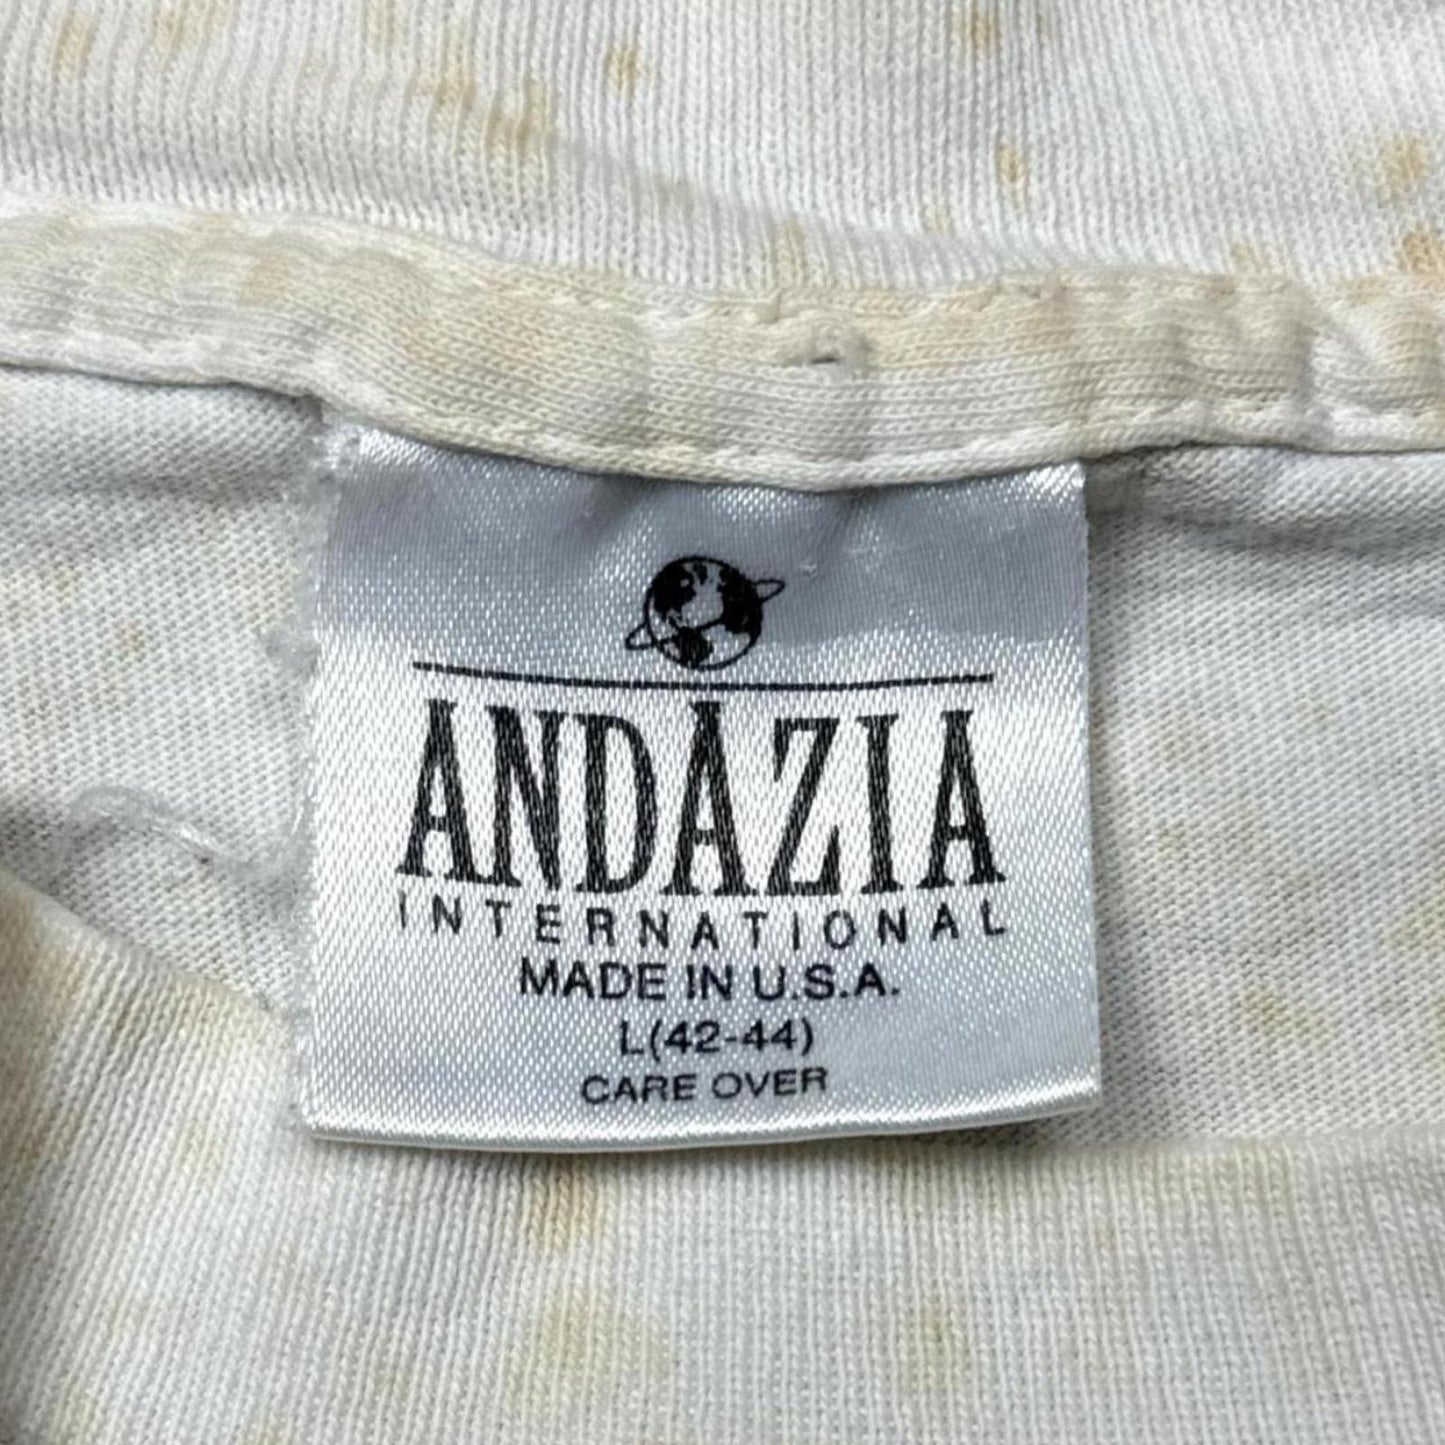 ANDAZIA
INTERNATIONAL
MADE IN U.S.A.
L(42-44)
CARE OVER